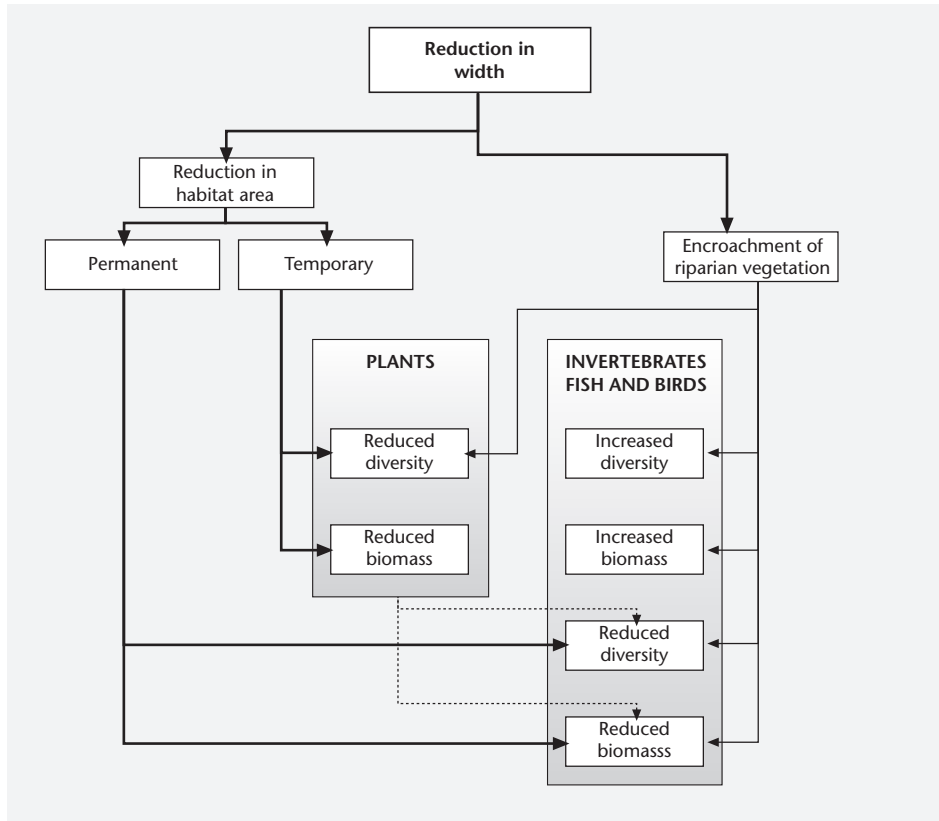 Reduction in
width
Reduction in
habitat area
Permanent
Temporary
Encroachment of
riparian vegetation
PLANTS
Reduced
diversity
Reduced
biomass
INVERTEBRATES
FISH AND BIRDS
Increased
diversity
Increased
biomass
Reduced
diversity
Reduced
biomasss